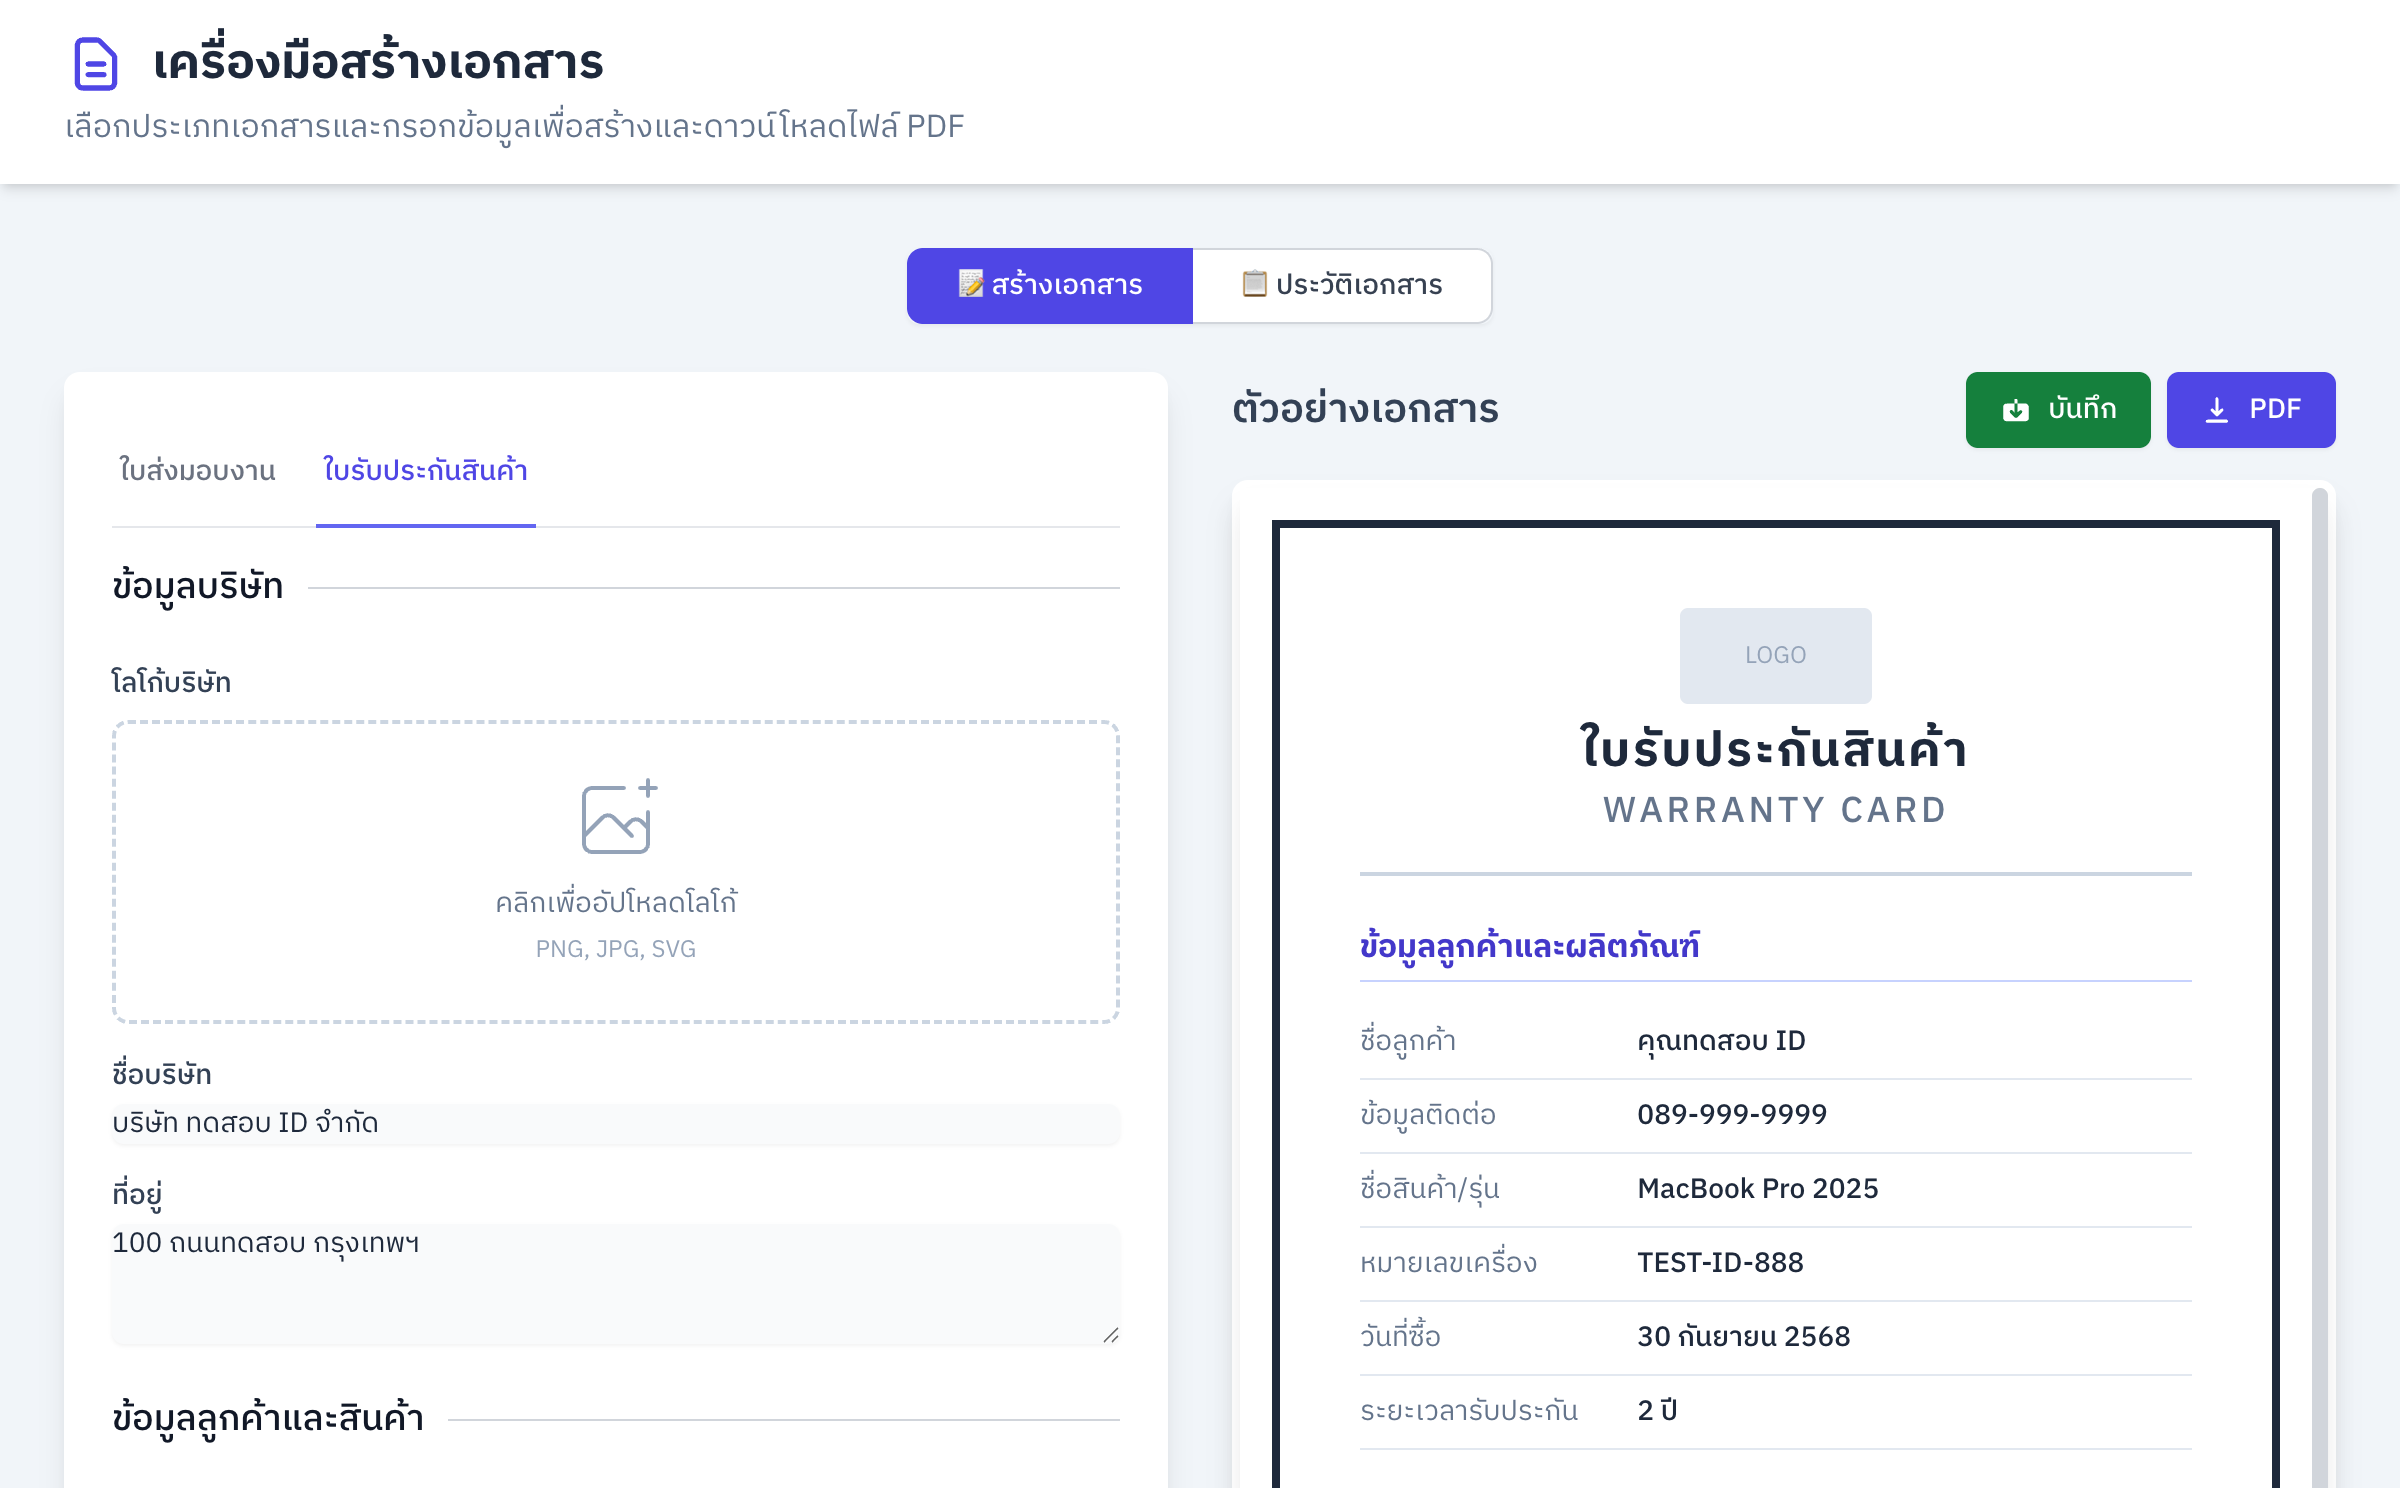 เครื่องมือสร้างเอกสาร
เลือกประเภทเอกสารและกรอกข้อมูลเพื่อสร้างและดาวน์โหลดไฟล์ PDF
สร้างเอกสาร
ประวัติเอกสาร
ใบส่งมอบงาน
ใบรับประกันสินค้า
ข้อมูลบริษัท
โลโก้บริษัท
คลิกเพื่ออัปโหลดโลโก้
PNG, JPG, SVG
ชื่อบริษัท
บริษัท ทดสอบ ID จำกัด
ที่อยู่
100 ถนนทดสอบ กรุงเทพฯ
ข้อมูลลูกค้าและสินค้า
ตัวอย่างเอกสาร
บันทึก
PDF
LOGO
ใบรับประกันสินค้า
WARRANTY CARD
ข้อมูลลูกค้าและผลิตภัณฑ์
ชื่อลูกค้า คุณทดสอบ ID
ข้อมูลติดต่อ 089-999-9999
ชื่อสินค้า/รุ่น MacBook Pro 2025
หมายเลขเครื่อง TEST-ID-888
วันที่ซื้อ 30 กันยายน 2568
ระยะเวลารับประกัน 2 ปี